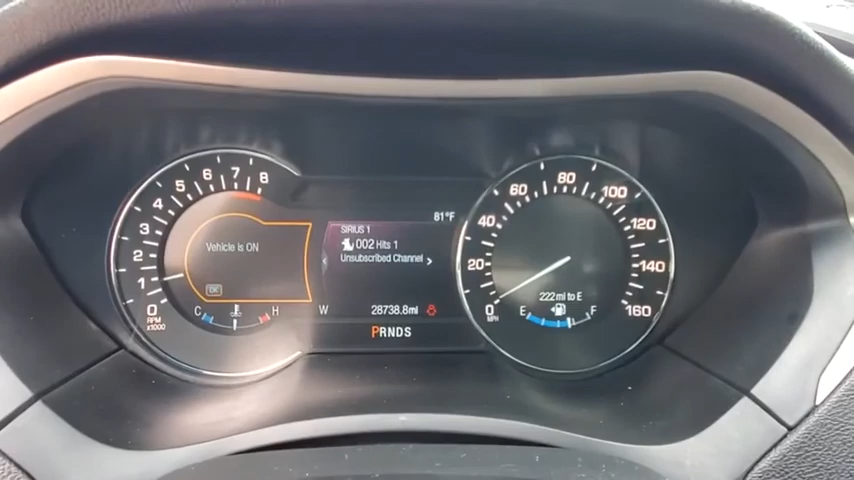 0 1 2 3 4 5 6 7 8
RPM
x1000
Vehicle is ON
OK
C H
W
81°F
SIRIUS 1
002 Hits 1
Unsubscribed Channel
28738.8mi
PRNDS
0 20 40 60 80 100 120 140 160
MPH
222 mi to E
E F